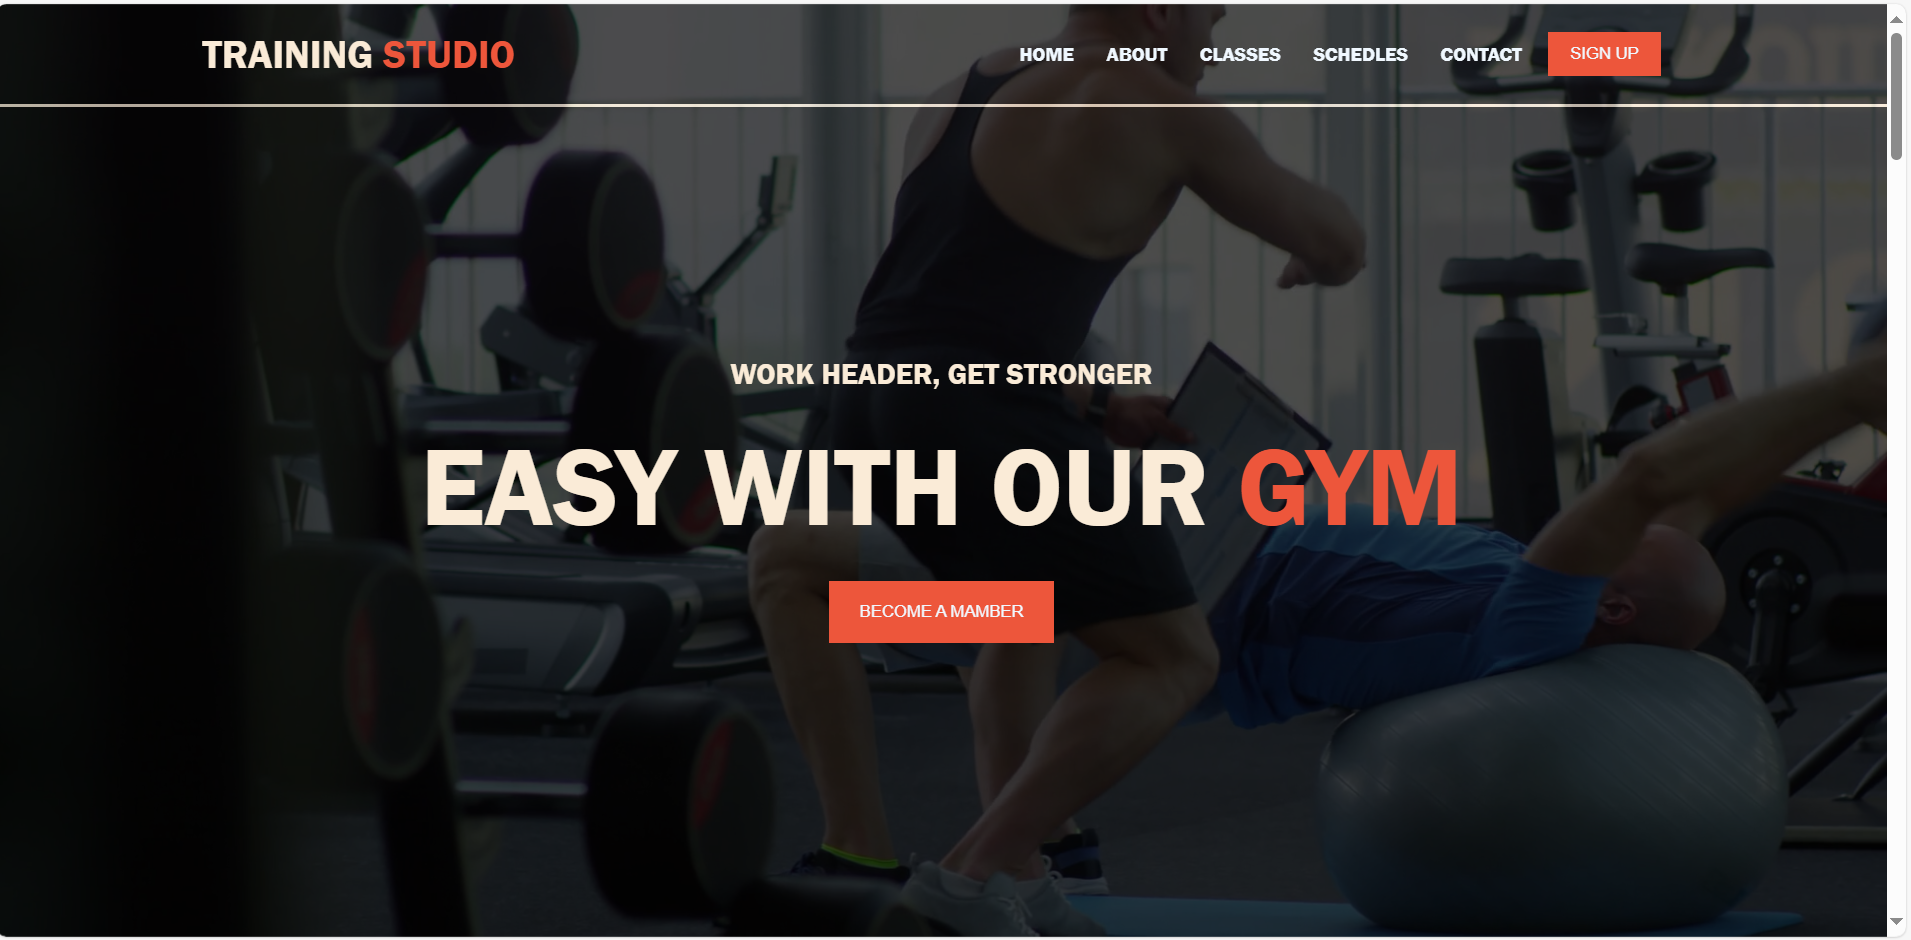 TRAINING STUDIO
HOME ABOUT CLASSES SCHEDLES CONTACT SIGN UP
WORK HEADER, GET STRONGER
EASY WITH OUR GYM
BECOME A MAMBER